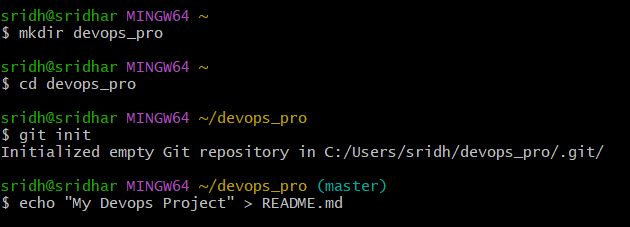 sridh@sridhar MINGW64 ~
$ mkdir devops_pro
sridh@sridhar MINGW64 ~
$ cd devops_pro
sridh@sridhar MINGW64 ~/devops_pro
$ git init
Initialized empty Git repository in C:/Users/sridh/devops_pro/.git/
sridh@sridhar MINGW64 ~/devops_pro (master)
$ echo "My Devops Project" > README.md